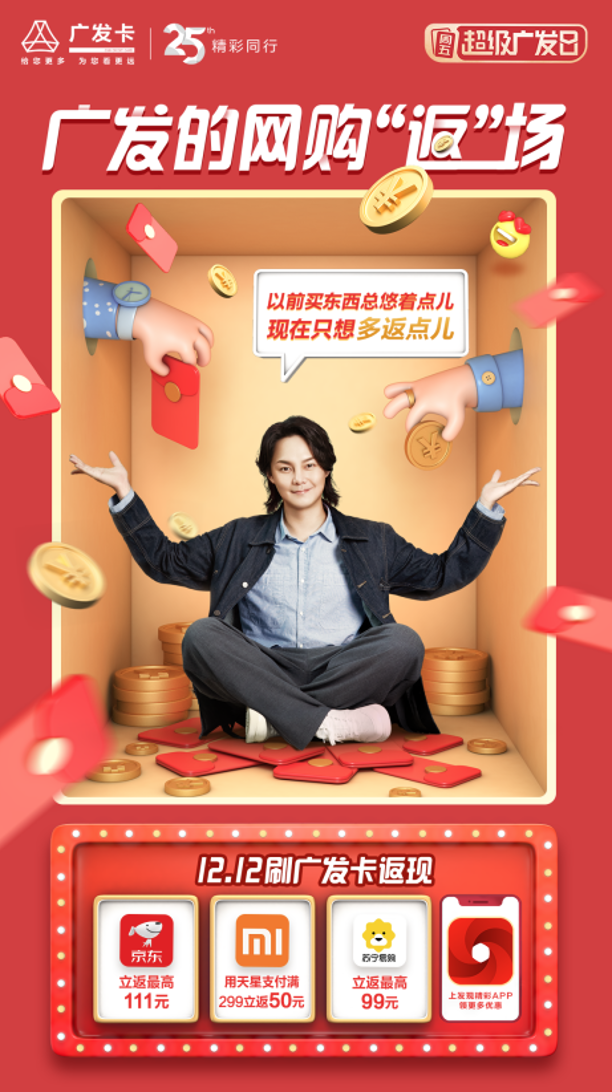 广发卡
给您更多 为您看更远
25th 精彩同行
周五 超级广发日
广发的网购“返”场
以前买东西总悠着点儿
现在只想多返点儿
12.12刷广发卡返现
京东
立返最高
111元
mi
用天星支付满
299立返50元
苏宁易购
立返最高
99元
上发现精彩APP
领更多优惠